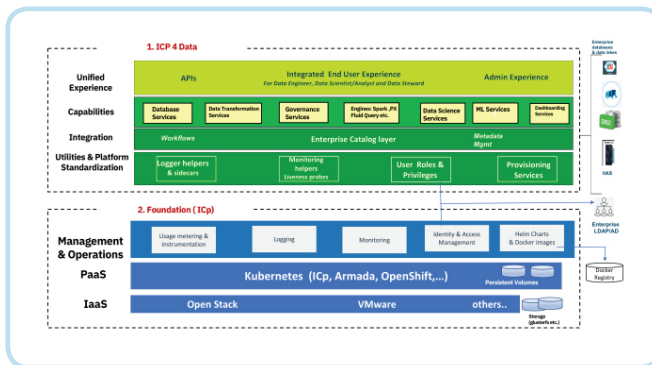 1. ICP 4 Data
Enterprise
databases
& data lakes
Unified
Experience
APIs
Integrated End User Experience
For Data Engineer, Data Scientist/Analyst and Data Steward
Admin Experience
Capabilities
Database
Services
Data Transformation
Services
Governance
Services
Engines: Spark ,PX
Fluid Query etc.
Data Science
Services
ML Services
Dashboarding
Services
Integration
Workflows
Enterprise Catalog layer
Metadata
Mgmt
Utilities & Platform
Standardization
Logger helpers
& sidecars
Monitoring
helpers
Liveness probes
User Roles &
Privileges
Provisioning
Services
IIAS
2. Foundation ( ICp)
Enterprise
LDAP/AD
Management
& Operations
Usage metering &
instrumentation
Logging
Monitoring
Identity & Access
Management
Helm Charts
& Docker images
PaaS
Kubernetes (ICp, Armada, OpenShift,...)
Persistent Volumes
Docker
Registry
IaaS
Open Stack
VMware
others..
Storage
(glusterfs etc.)